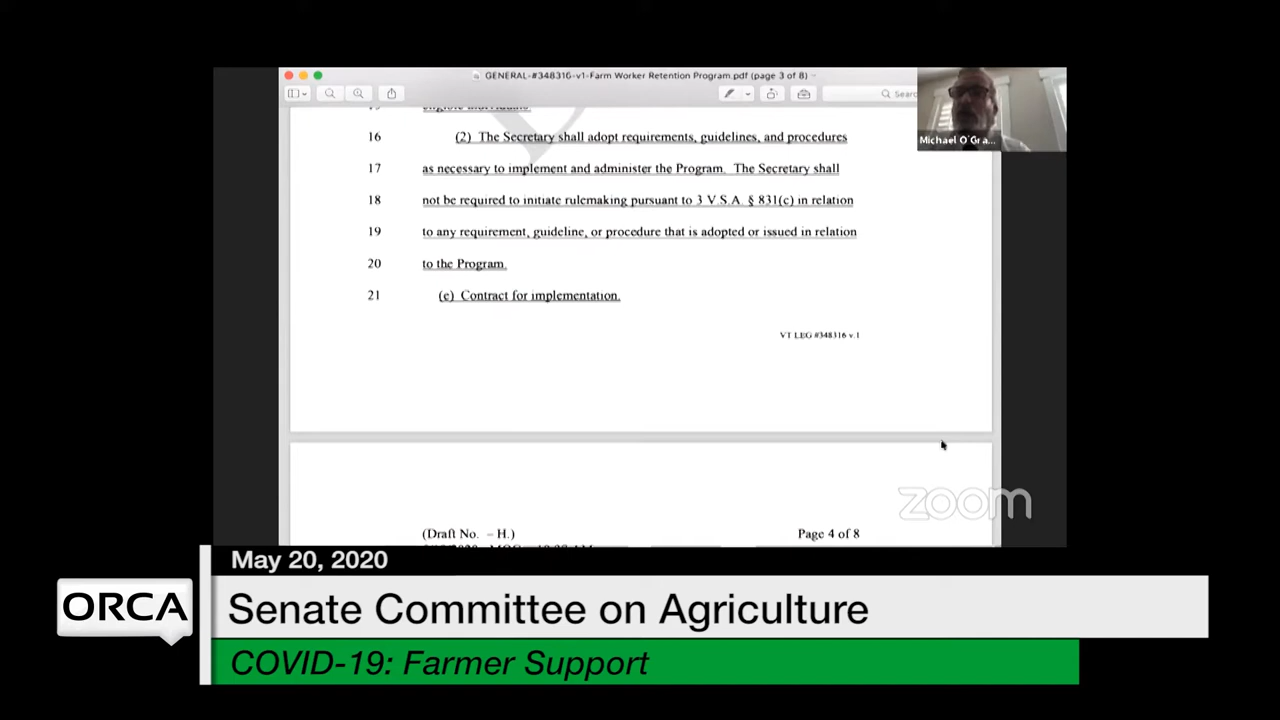 GENERAL-#348316-v1-Farm Worker Retention Program.pdf (page 3 of 8)
Searc
Michael O'Gra...
16 (2) The Secretary shall adopt requirements, guidelines, and procedures
17 as necessary to implement and administer the Program. The Secretary shall
18 not be required to initiate rulemaking pursuant to 3 V.S.A. § 831(c) in relation
19 to any requirement, guideline, or procedure that is adopted or issued in relation
20 to the Program.
21 (e) Contract for implementation.
VT LEG #348316 v.1
zoom
(Draft No. – H.) Page 4 of 8
May 20, 2020
ORCA
Senate Committee on Agriculture
COVID-19: Farmer Support